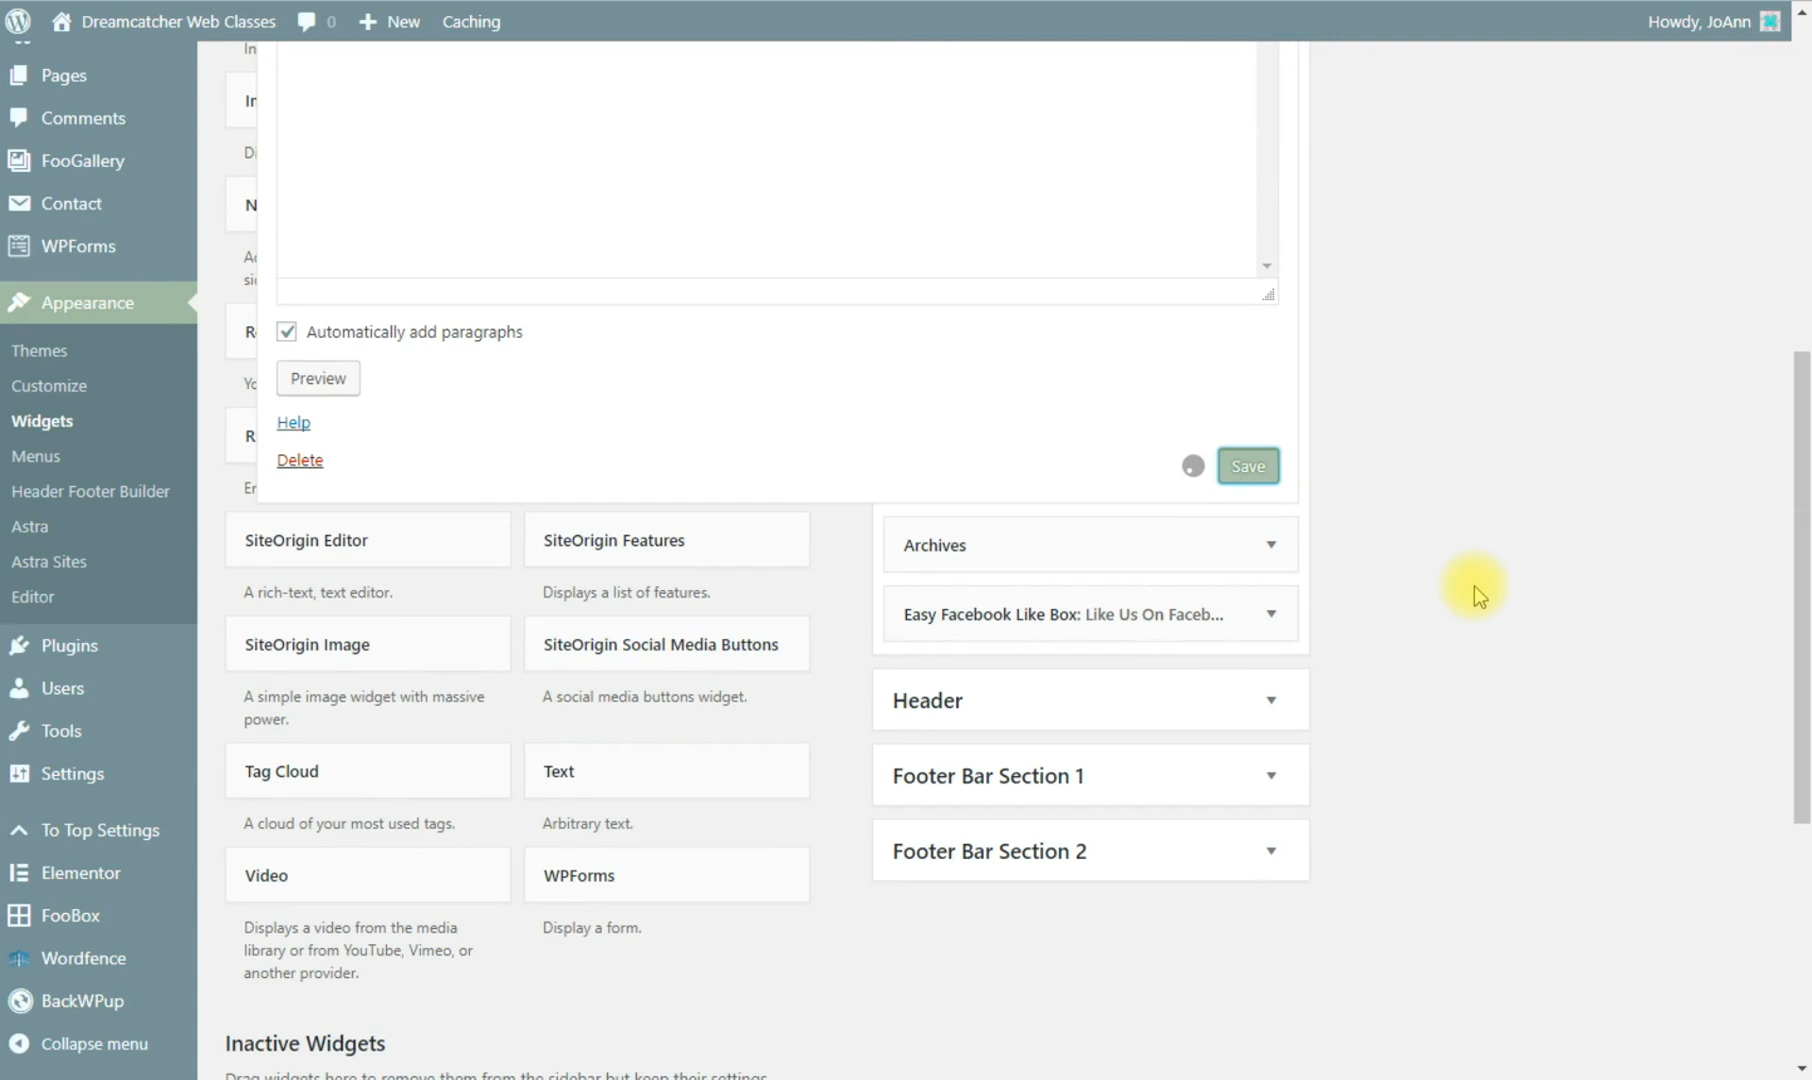 Dreamcatcher Web Classes 0 New Caching Howdy, JoAnn
Pages
Comments
FooGallery
Contact
WPForms
Appearance
Themes
Customize
Widgets
Menus
Header Footer Builder
Astra
Astra Sites
Editor
Plugins
Users
Tools
Settings
To Top Settings
Elementor
FooBox
Wordfence
BackWPup
Collapse menu
Automatically add paragraphs
Preview
Help
Delete
Save
SiteOrigin Editor
A rich-text, text editor.
SiteOrigin Features
Displays a list of features.
SiteOrigin Image
A simple image widget with massive
power.
SiteOrigin Social Media Buttons
A social media buttons widget.
Tag Cloud
A cloud of your most used tags.
Text
Arbitrary text.
Video
Displays a video from the media
library or from YouTube, Vimeo, or
another provider.
WPForms
Display a form.
Archives
Easy Facebook Like Box: Like Us On Faceb...
Header
Footer Bar Section 1
Footer Bar Section 2
Inactive Widgets
Drag widgets here to remove them from the sidebar but keep their settings.